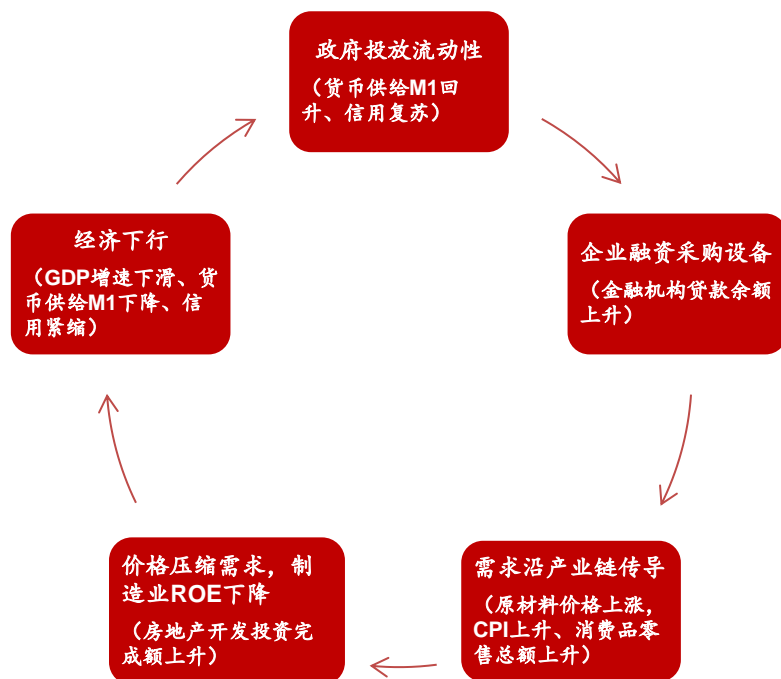 政府投放流动性
（货币供给M1回
升、信用复苏）
企业融资采购设备
（金融机构贷款余额
上升）
需求沿产业链传导
（原材料价格上涨，
CPI上升、消费品零
售总额上升）
价格压缩需求，制
造业ROE下降
（房地产开发投资完
成额上升）
经济下行
（GDP增速下滑、货
币供给M1下降、信
用紧缩）